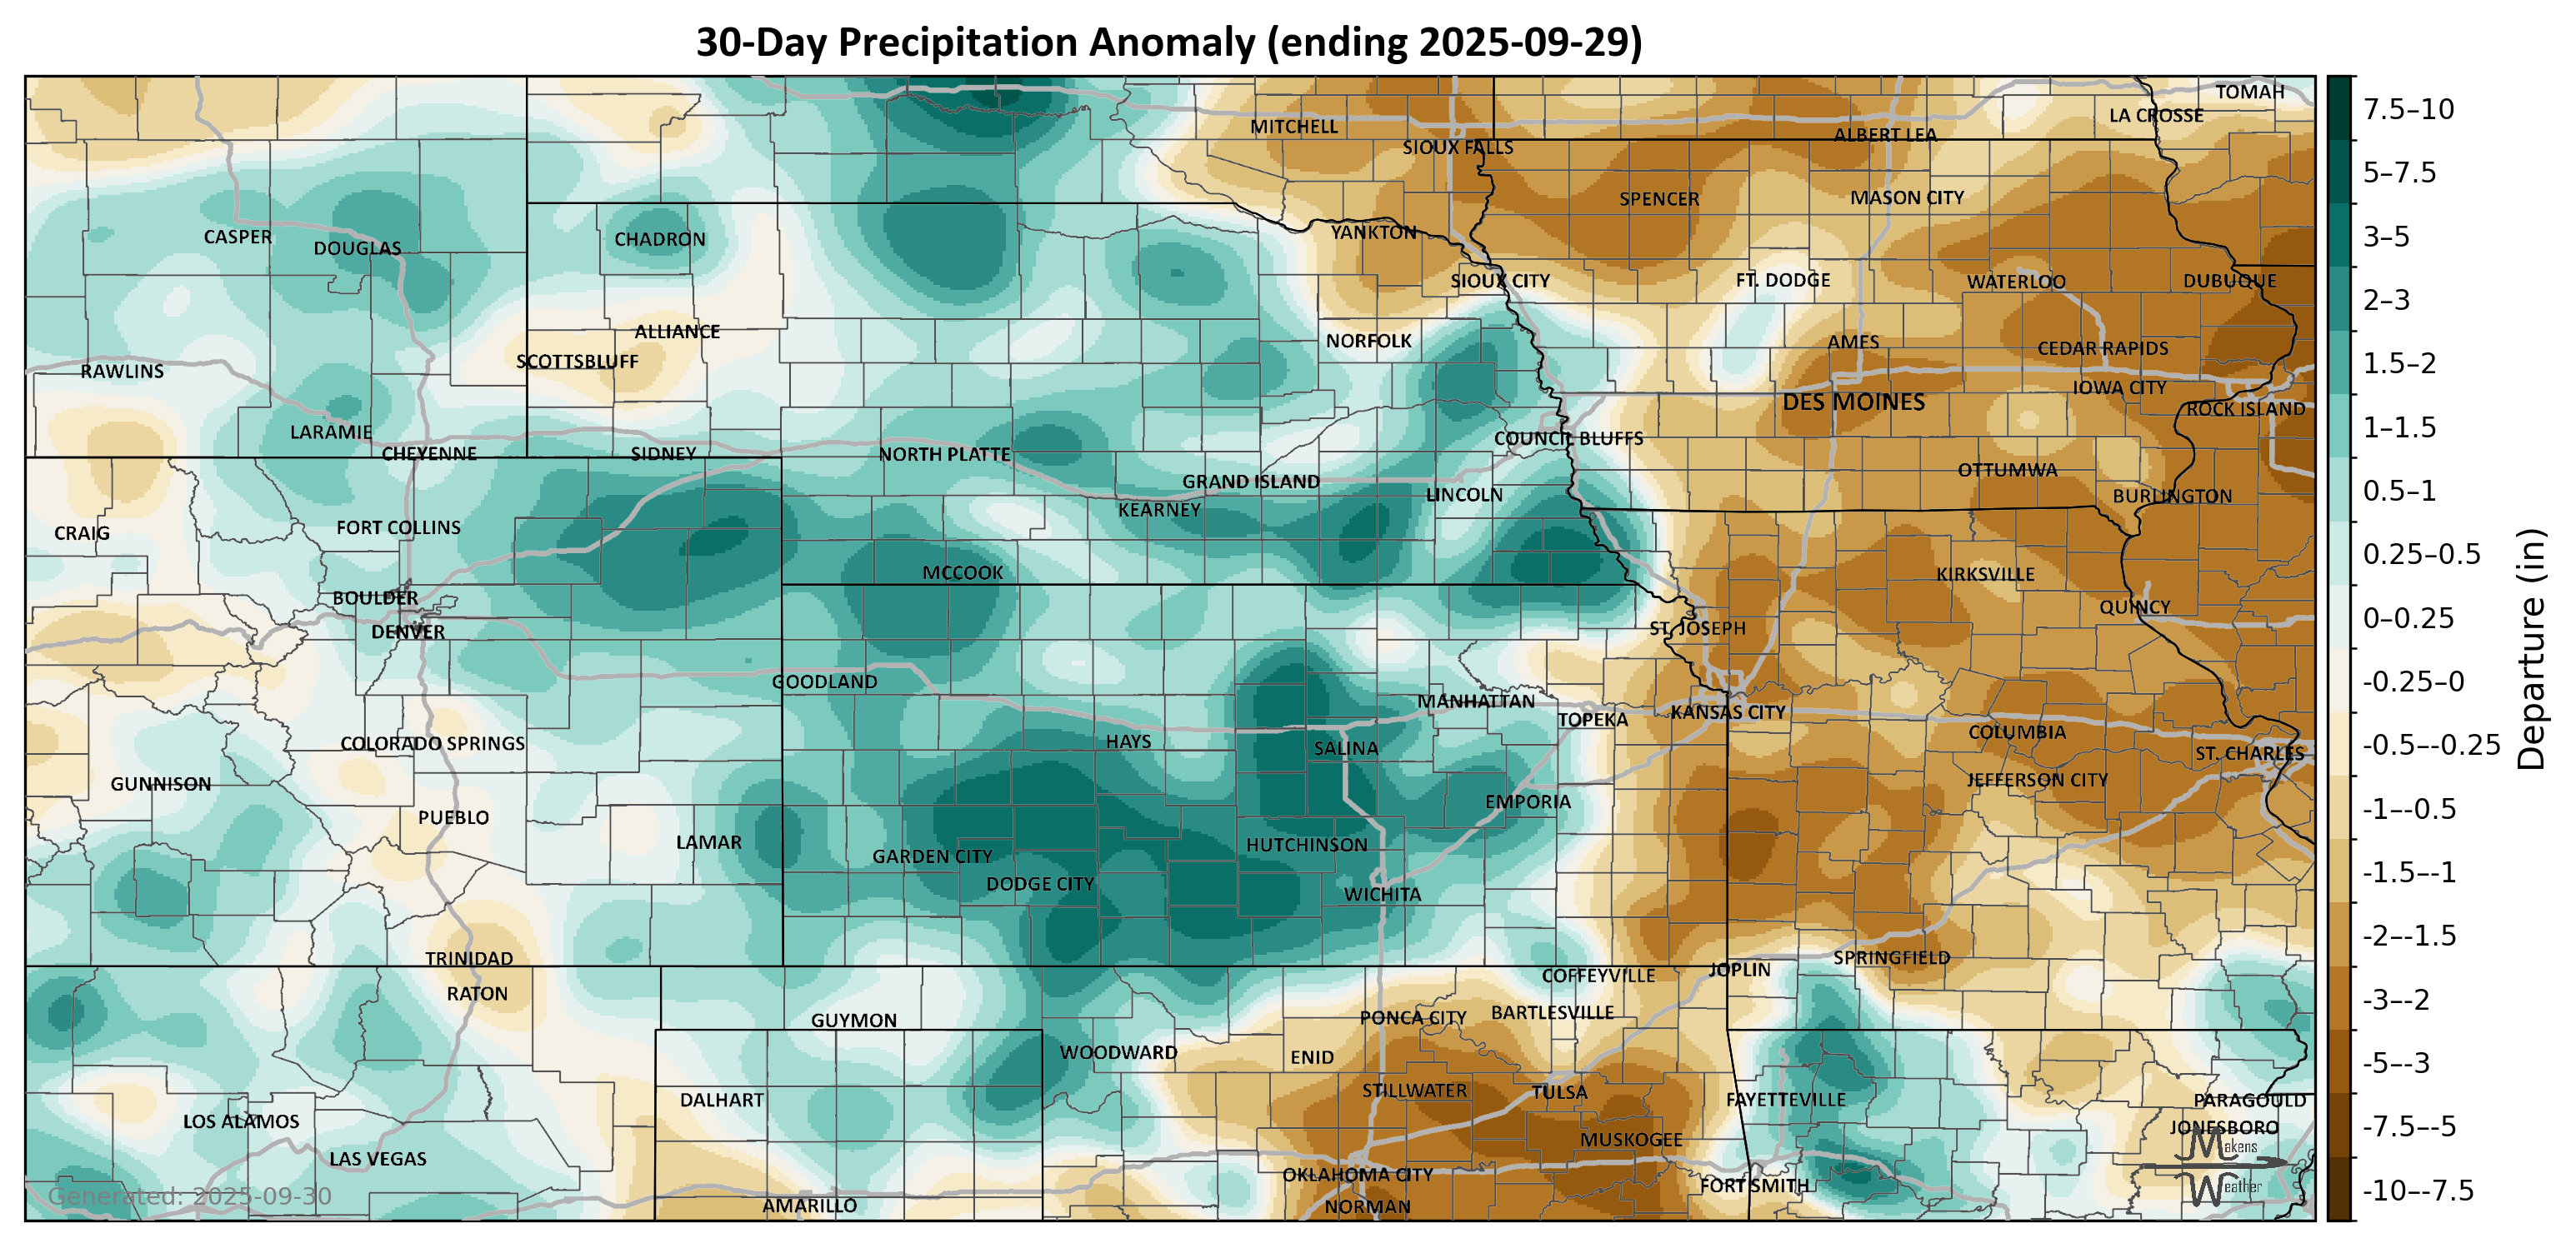 30-Day Precipitation Anomaly (ending 2025-09-29)
TOMAH
LA CROSSE
MITCHELL
ALBERT LEA
SIOUX FALLS
SPENCER
MASON CITY
YANKTON
CASPER
CHADRON
DOUGLAS
SIOUX CITY
FT. DODGE
WATERLOO
DUBUQUE
ALLIANCE
NORFOLK
AMES
CEDAR RAPIDS
SCOTTSBLUFF
RAWLINS
IOWA CITY
DES MOINES
ROCK ISLAND
LARAMIE
COUNCIL BLUFFS
CHEYENNE
SIDNEY
NORTH PLATTE
OTTUMWA
GRAND ISLAND
LINCOLN
BURLINGTON
KEARNEY
CRAIG
FORT COLLINS
MCCOOK
KIRKSVILLE
BOULDER
QUINCY
DENVER
ST. JOSEPH
GOODLAND
MANHATTAN
KANSAS CITY
TOPEKA
COLUMBIA
COLORADO SPRINGS
HAYS
SALINA
ST. CHARLES
GUNNISON
JEFFERSON CITY
EMPORIA
PUEBLO
LAMAR
HUTCHINSON
GARDEN CITY
DODGE CITY
WICHITA
TRINIDAD
SPRINGFIELD
JOPLIN
COFFEYVILLE
RATON
BARTLESVILLE
GUYMON
PONCA CITY
WOODWARD
ENID
STILLWATER
TULSA
DALHART
FAYETTEVILLE
PARAGOULD
LOS ALAMOS
JONESBORO
MUSKOGEE
LAS VEGAS
OKLAHOMA CITY
FORT SMITH
AMARILLO
NORMAN
Generated: 2025-09-30
Makens
Weather
7.5–10
5–7.5
3–5
2–3
1.5–2
1–1.5
0.5–1
0.25–0.5
0–0.25
-0.25–0
-0.5–-0.25
-1–-0.5
-1.5–-1
-2–-1.5
-3–-2
-5–-3
-7.5–-5
-10–-7.5
Departure (in)